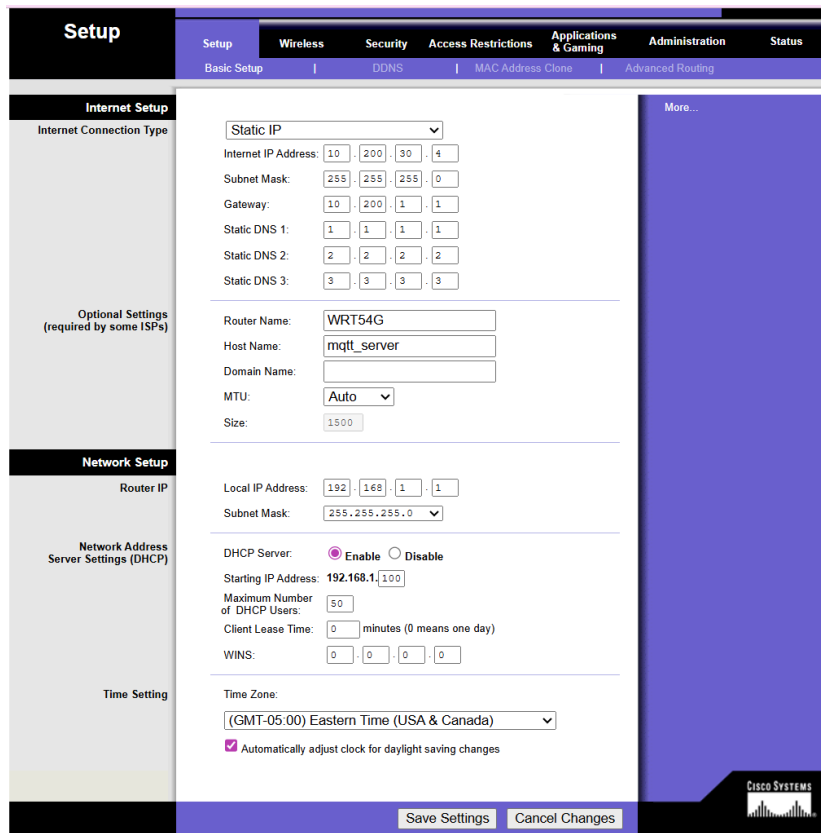 Setup
Setup Wireless Security Access Restrictions Applications & Gaming Administration Status
Basic Setup | DDNS | MAC Address Clone | Advanced Routing
Internet Setup
More...
Internet Connection Type
Static IP
Internet IP Address: 10 . 200 . 30 . 4
Subnet Mask: 255 . 255 . 255 . 0
Gateway: 10 . 200 . 1 . 1
Static DNS 1: 1 . 1 . 1 . 1
Static DNS 2: 2 . 2 . 2 . 2
Static DNS 3: 3 . 3 . 3 . 3
Optional Settings
(required by some ISPs)
Router Name: WRT54G
Host Name: mqtt_server
Domain Name:
MTU: Auto
Size: 1500
Network Setup
Router IP
Local IP Address: 192 . 168 . 1 . 1
Subnet Mask: 255.255.255.0
Network Address
Server Settings (DHCP)
DHCP Server: Enable Disable
Starting IP Address: 192.168.1. 100
Maximum Number
of DHCP Users: 50
Client Lease Time: 0 minutes (0 means one day)
WINS: 0 . 0 . 0 . 0
Time Setting
Time Zone:
(GMT-05:00) Eastern Time (USA & Canada)
Automatically adjust clock for daylight saving changes
CISCO SYSTEMS
Save Settings Cancel Changes